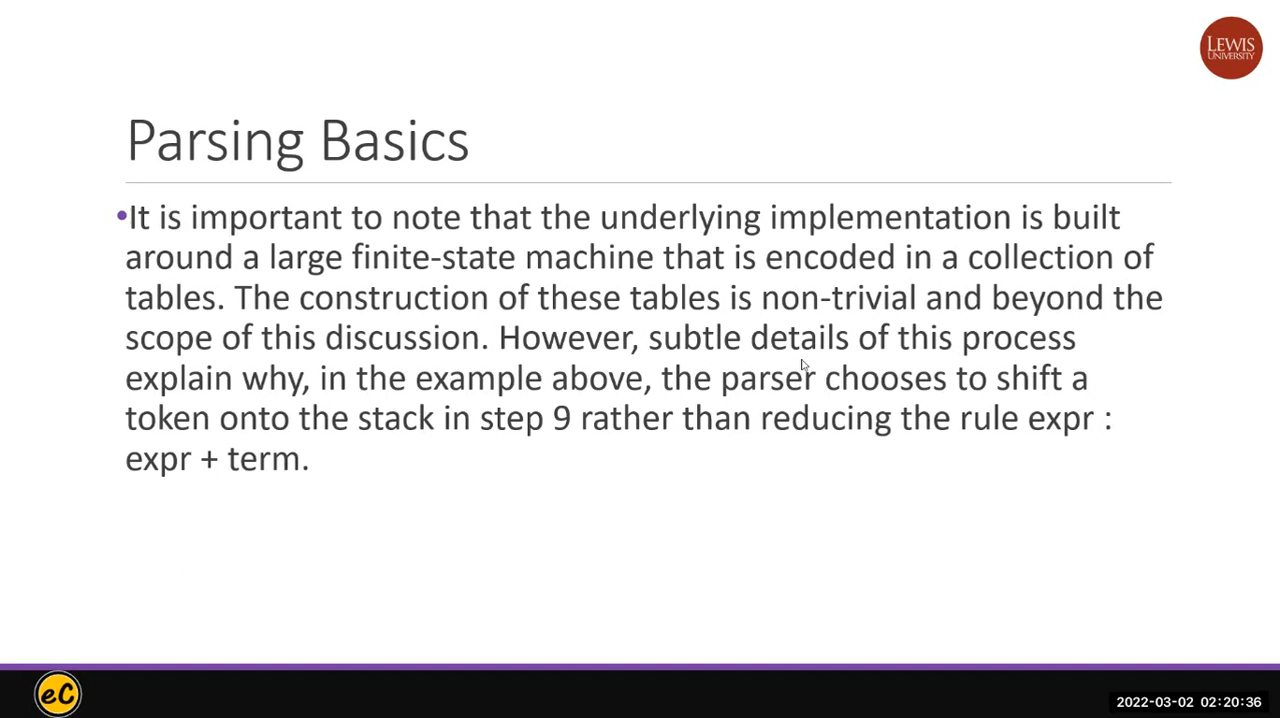 LEWIS
UNIVERSITY
Parsing Basics
•It is important to note that the underlying implementation is built
around a large finite-state machine that is encoded in a collection of
tables. The construction of these tables is non-trivial and beyond the
scope of this discussion. However, subtle details of this process
explain why, in the example above, the parser chooses to shift a
token onto the stack in step 9 rather than reducing the rule expr :
expr + term.
eC
2022-03-02 02:20:36